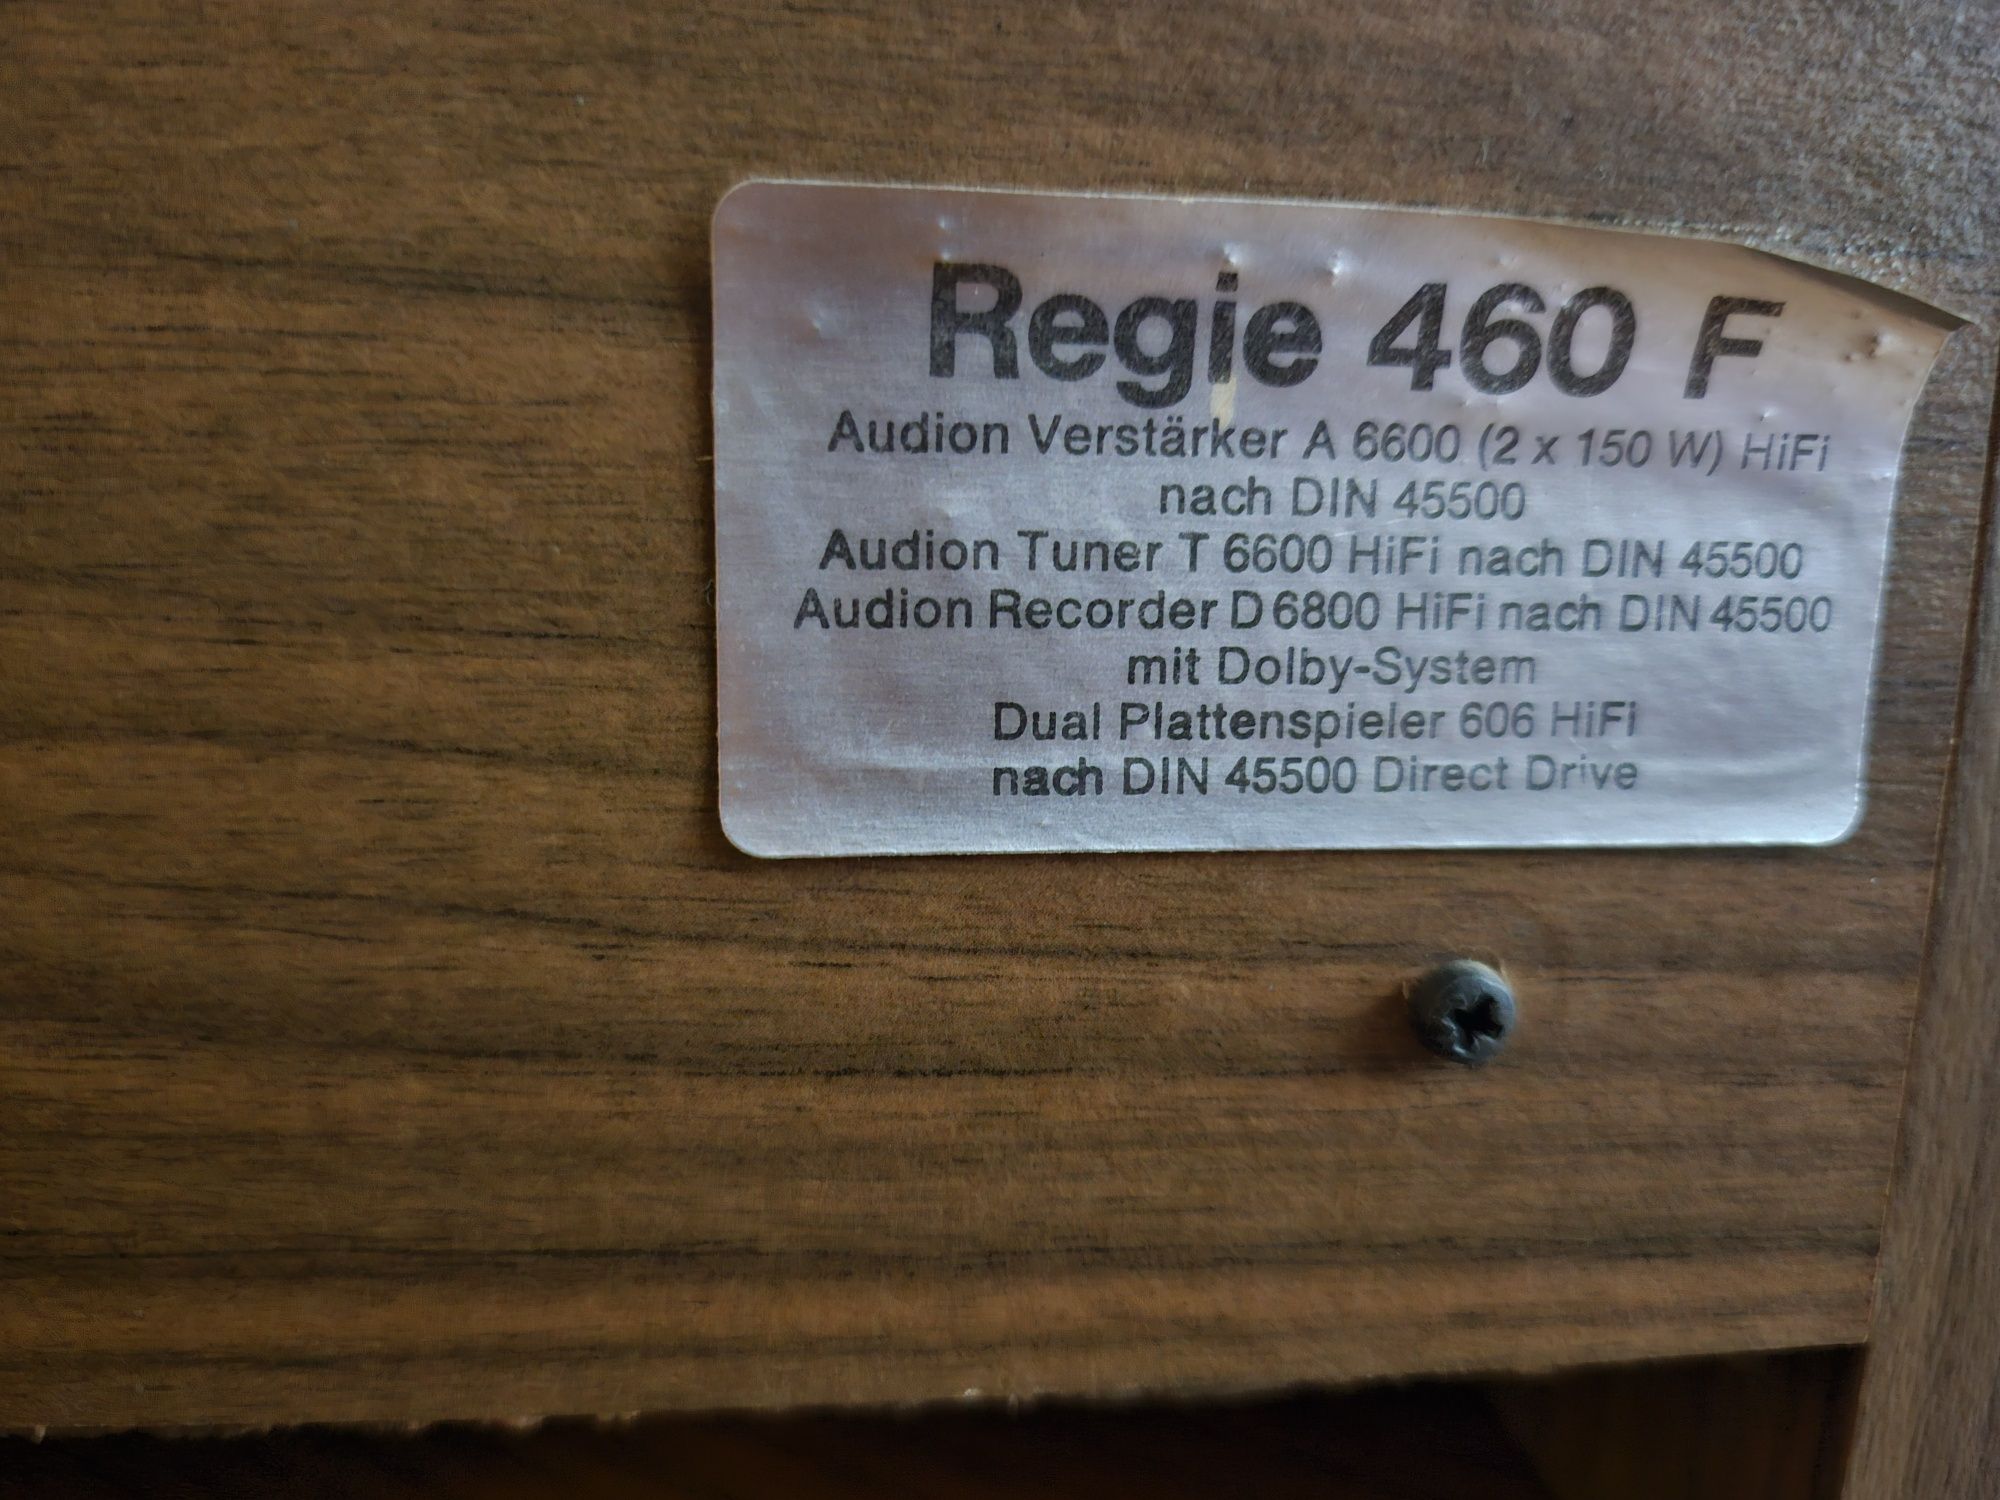 Regie 460 F
Audion Verstärker A 6600 (2 x 150 W) HiFi
nach DIN 45500
Audion Tuner T 6600 HiFi nach DIN 45500
Audion Recorder D 6800 HiFi nach DIN 45500
mit Dolby-System
Dual Plattenspieler 606 HiFi
nach DIN 45500 Direct Drive